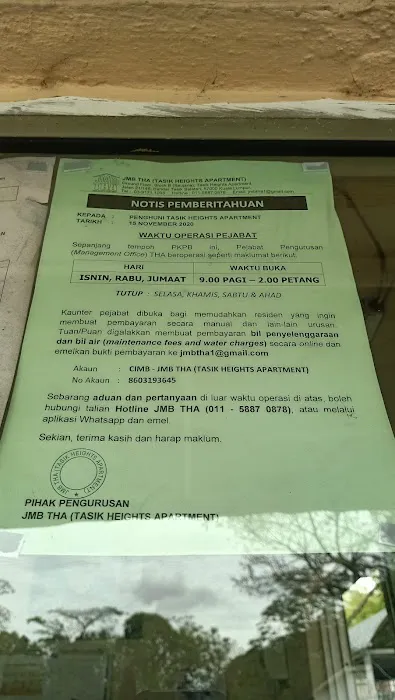 JMB THA (TASIK HEIGHTS APARTMENT)
NOTIS PEMBERITAHUAN
KEPADA : PENGHUNI TASIK HEIGHTS APARTMENT
TARIKH : 15 NOVEMBER 2020
WAKTU OPERASI PEJABAT
Sepanjang tempoh PKPB ini, Pejabat Pengurusan
(Management Office) THA beroperasi seperti maklumat berikut.
HARI WAKTU BUKA
ISNIN, RABU, JUMAAT 9.00 PAGI – 2.00 PETANG
TUTUP : SELASA, KHAMIS, SABTU & AHAD
Kaunter pejabat dibuka bagi memudahkan residen yang ingin
membuat pembayaran secara manual dan lain-lain urusan.
Tuan/Puan digalakkan membuat pembayaran bil penyelenggaraan
dan bil air (maintenance fees and water charges) secara online dan
emelkan bukti pembayaran ke jmbtha1@gmail.com
Akaun : CIMB - JMB THA (TASIK HEIGHTS APARTMENT)
No Akaun : 8603193645
Sebarang aduan dan pertanyaan di luar waktu operasi di atas, boleh
hubungi talian Hotline JMB THA (011 - 5887 0878), atau melalui
aplikasi Whatsapp dan emel.
Sekian, terima kasih dan harap maklum.
JMB THA (TASIK HEIGHTS APARTMENT)
PIHAK PENGURUSAN
JMB THA (TASIK HEIGHTS APARTMENT)